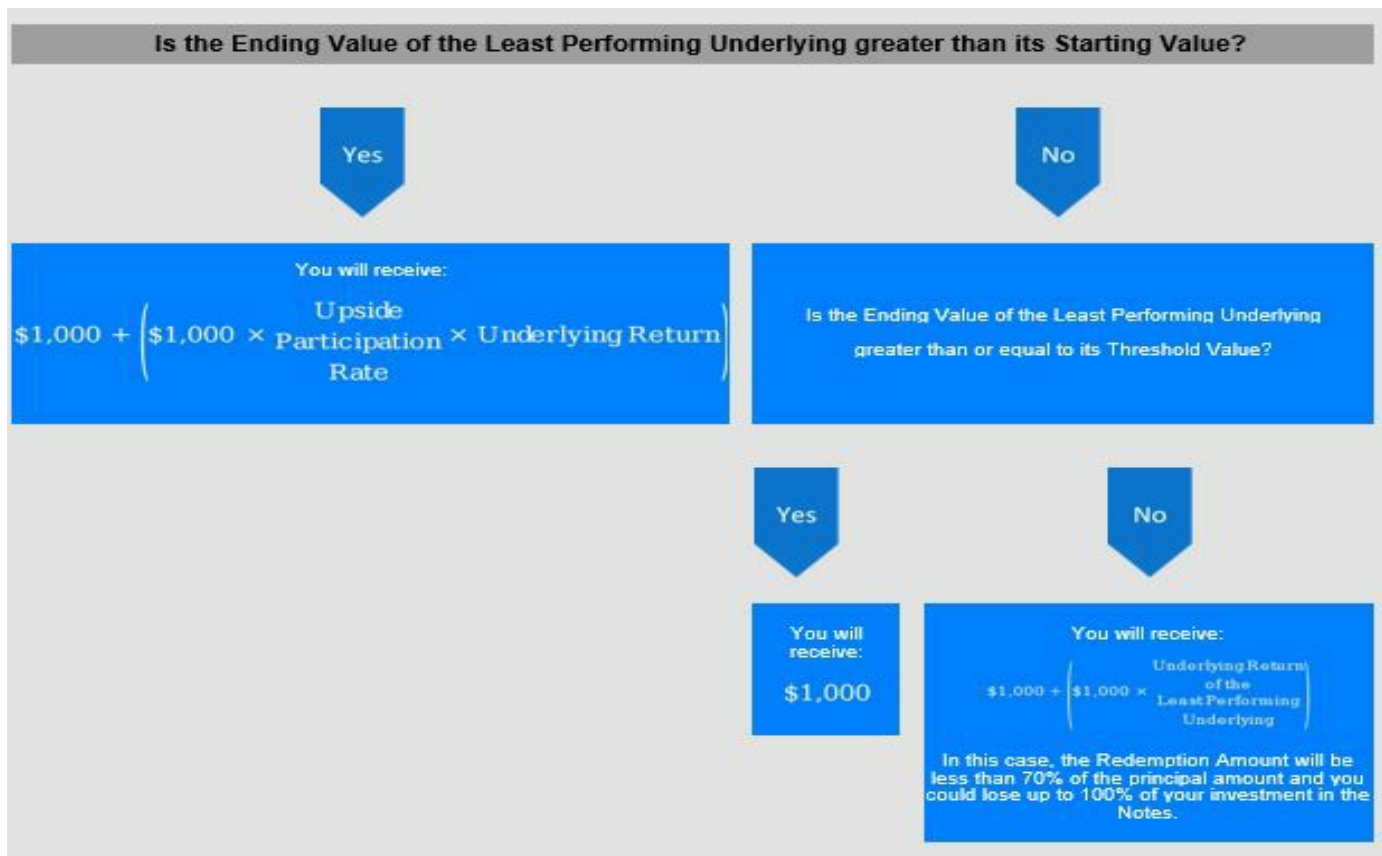 Is the Ending Value of the Least Performing Underlying greater than its Starting Value?
Yes
No
You will receive:
$1,000 + ($1,000 × Upside Participation Rate × Underlying Return)
Is the Ending Value of the Least Performing Underlying
greater than or equal to its Threshold Value?
Yes
No
You will
receive:
$1,000
You will receive:
$1,000 + ($1,000 × Underlying Return of the Least Performing Underlying)
In this case, the Redemption Amount will be
less than 70% of the principal amount and you
could lose up to 100% of your investment in the
Notes.